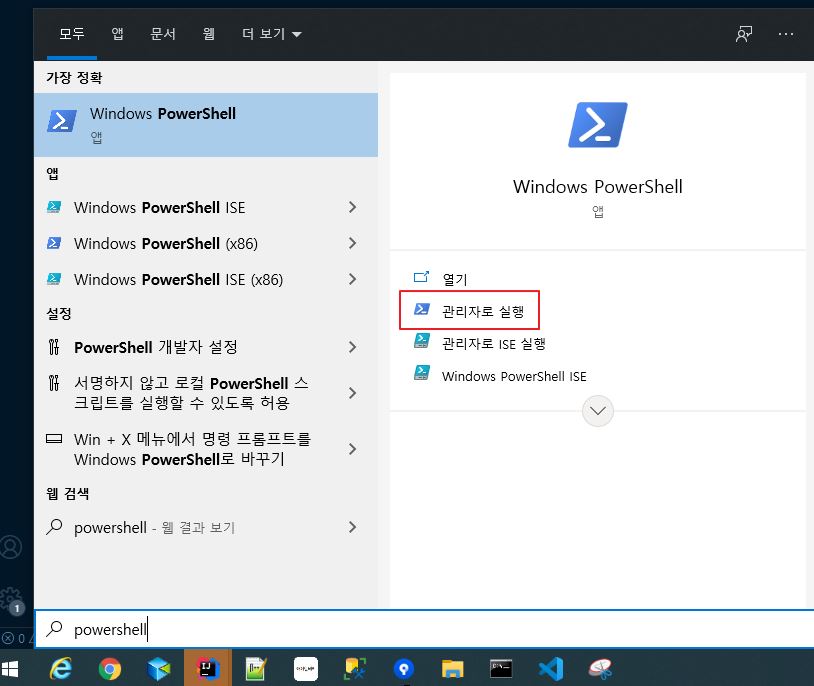 모두 앱 문서 웹 더 보기
가장 정확
Windows PowerShell
앱
앱
Windows PowerShell ISE
Windows PowerShell (x86)
Windows PowerShell ISE (x86)
설정
PowerShell 개발자 설정
서명하지 않고 로컬 PowerShell 스
크립트를 실행할 수 있도록 허용
Win + X 메뉴에서 명령 프롬프트를
Windows PowerShell로 바꾸기
웹 검색
powershell - 웹 결과 보기
Windows PowerShell
앱
열기
관리자로 실행
관리자로 ISE 실행
Windows PowerShell ISE
1
0
powershell